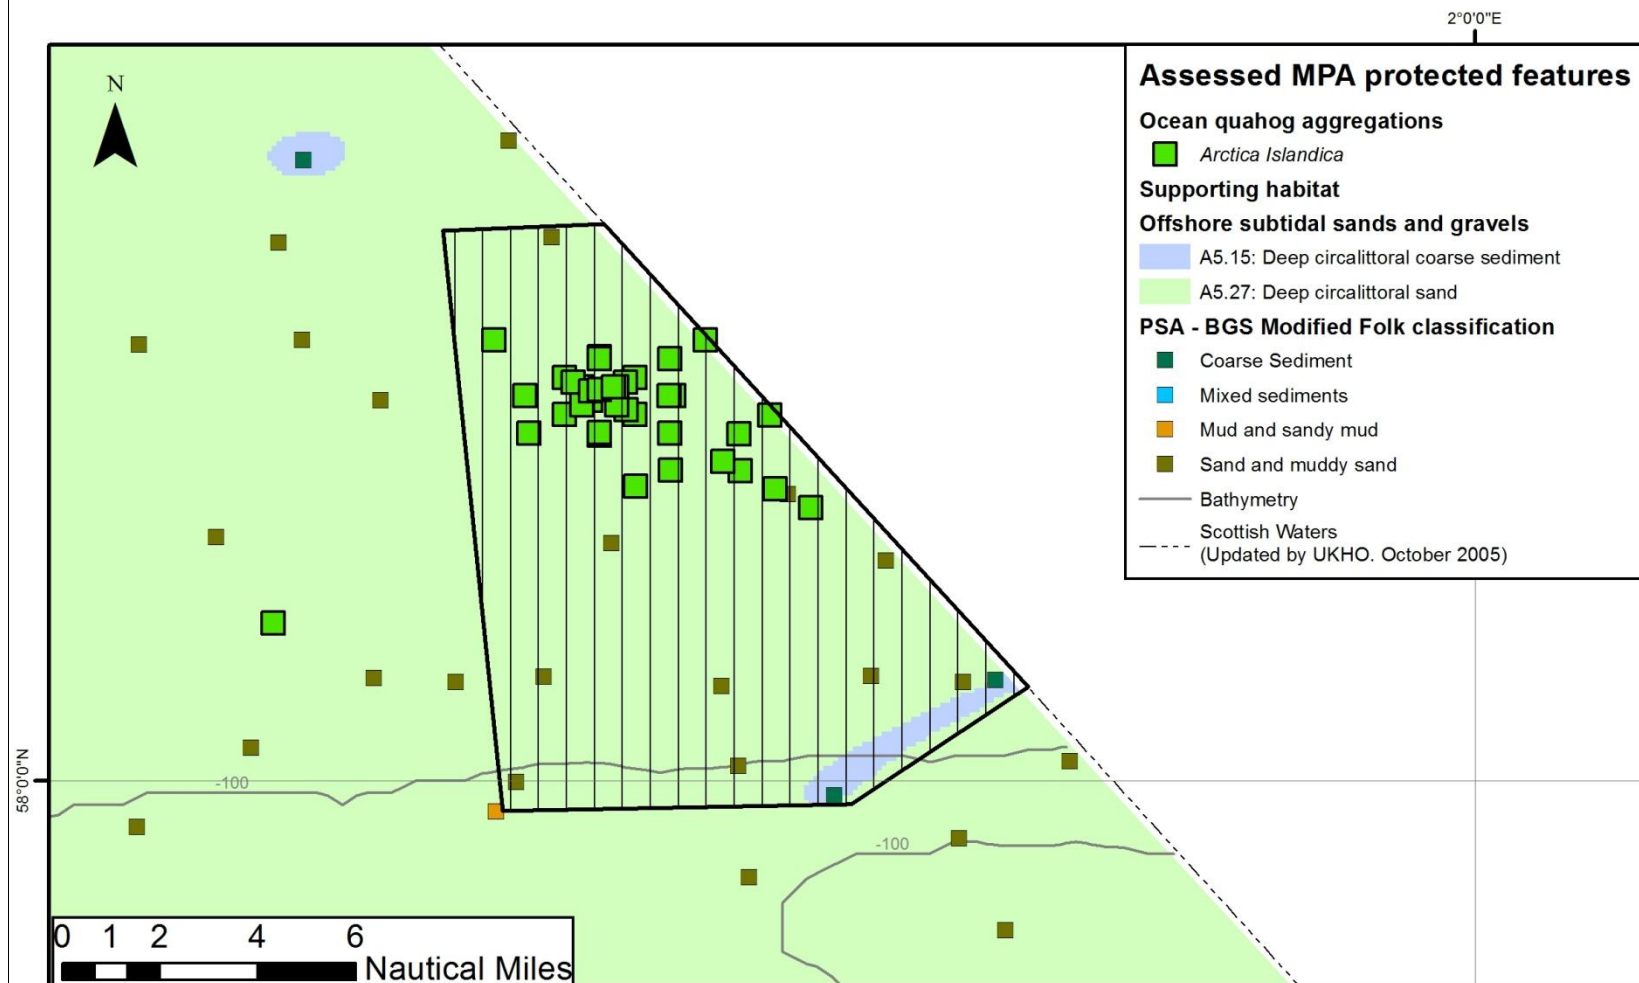 2°0'0"E
N
Assessed MPA protected features
Ocean quahog aggregations
Arctica Islandica
Supporting habitat
Offshore subtidal sands and gravels
A5.15: Deep circalittoral coarse sediment
A5.27: Deep circalittoral sand
PSA - BGS Modified Folk classification
Coarse Sediment
Mixed sediments
Mud and sandy mud
Sand and muddy sand
Bathymetry
Scottish Waters
(Updated by UKHO. October 2005)
58°0'0"N
-100
-100
0 1 2 4 6
Nautical Miles